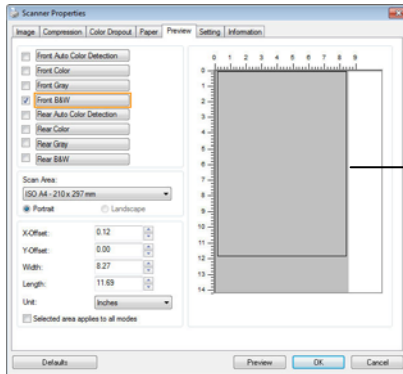 Scanner Properties
Image Compression Color Dropout Paper Preview Setting Information
Front Auto Color Detection
Front Color
Front Gray
Front B&W
Rear Auto Color Detection
Rear Color
Rear Gray
Rear B&W
Scan Area:
ISO A4 - 210 x 297 mm
Portrait Landscape
X-Offset: 0.12
Y-Offset: 0.00
Width: 8.27
Length: 11.69
Unit: Inches
Selected area applies to all modes
0 1 2 3 4 5 6 7 8 9
0
1
2
3
4
5
6
7
8
9
10
11
12
13
14
Defaults Preview OK Cancel